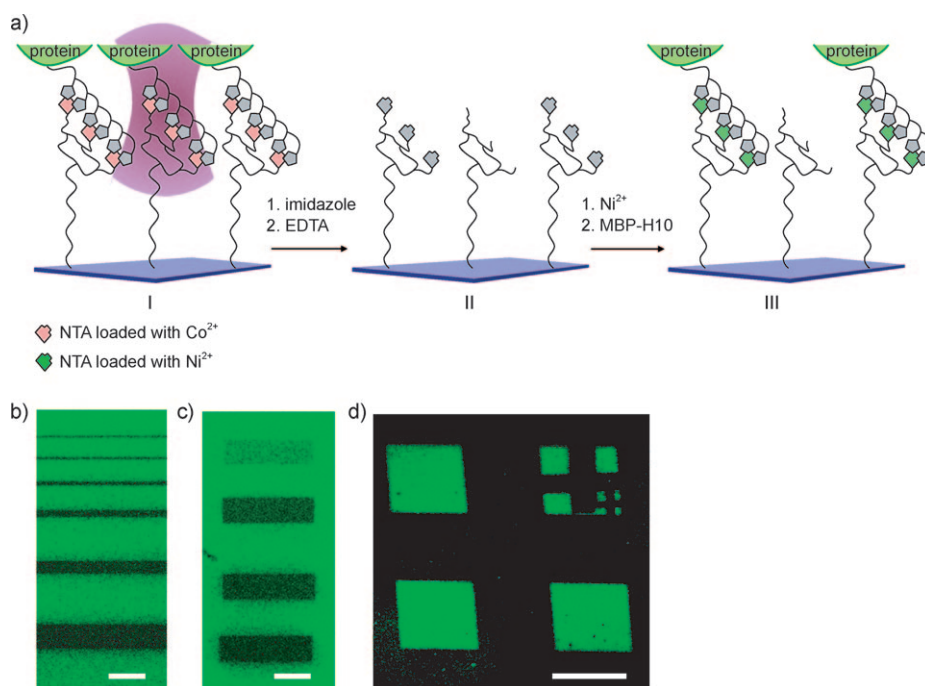 a)
protein protein protein
protein protein
1. imidazole
2. EDTA
1. Ni²⁺
2. MBP-H10
I II III
NTA loaded with Co²⁺
NTA loaded with Ni²⁺
b) c) d)